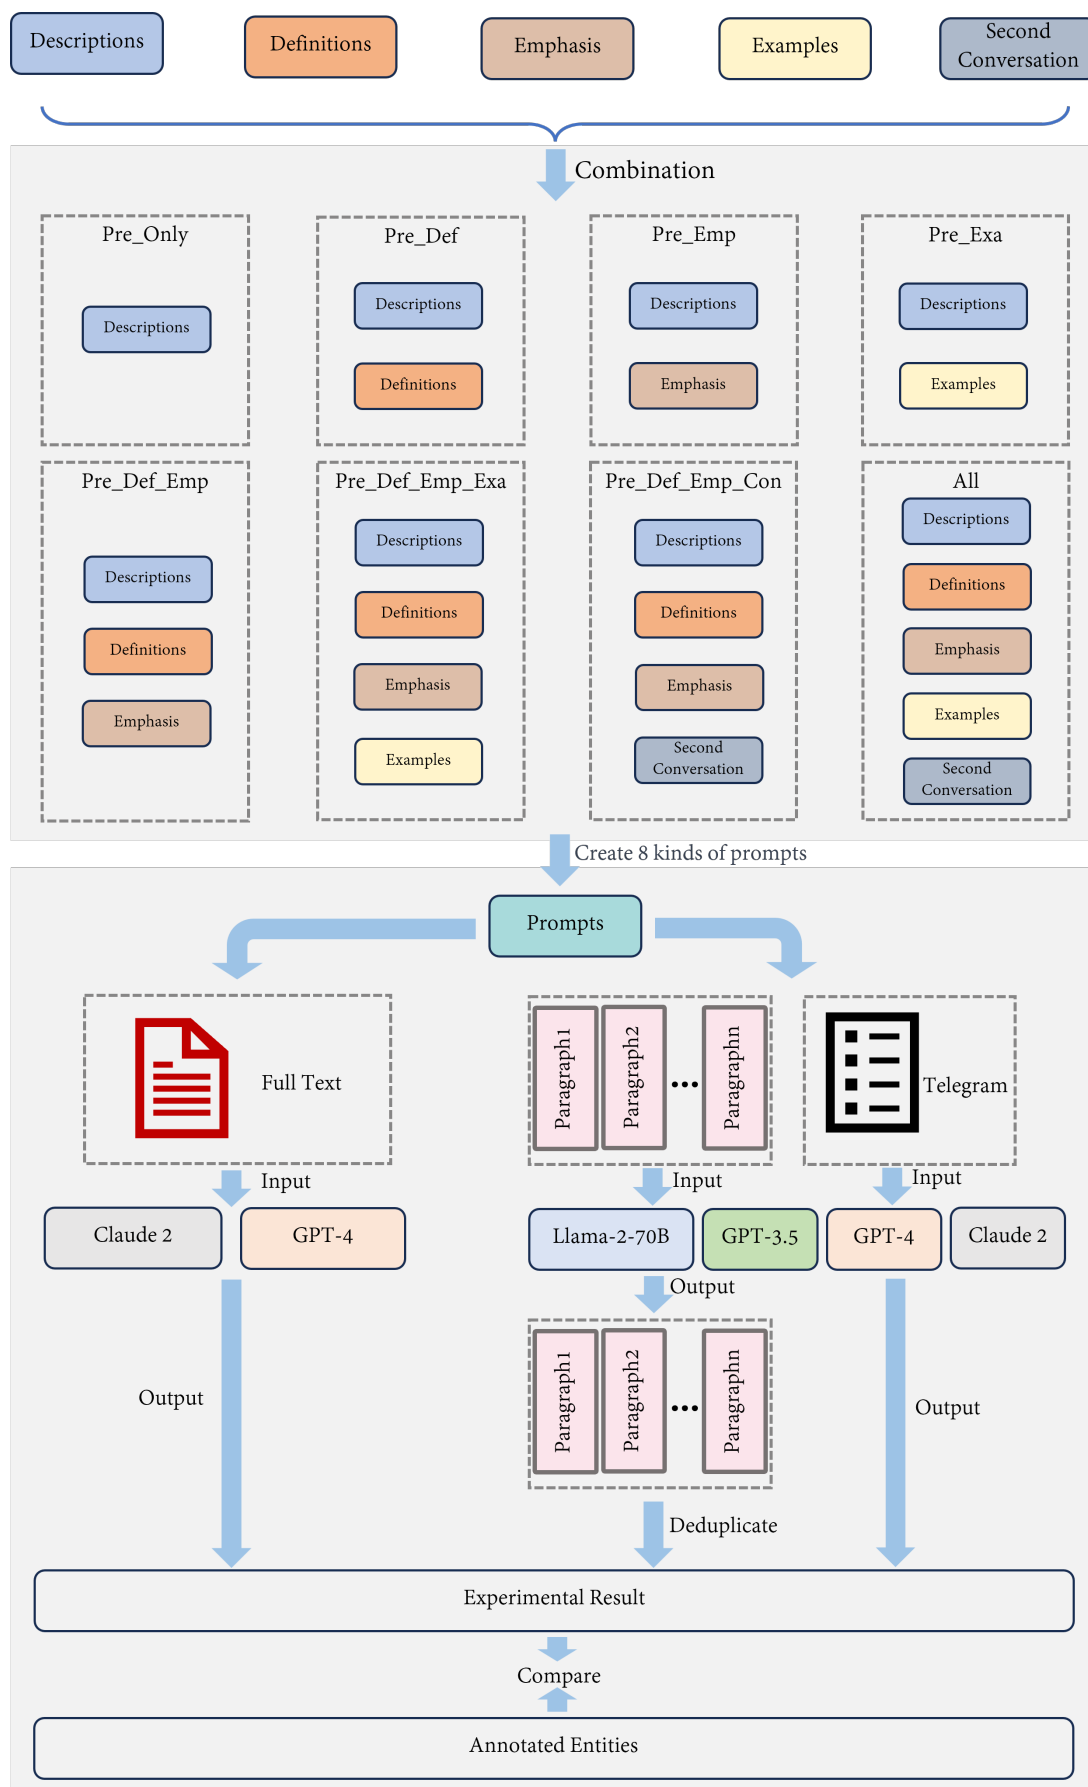 Descriptions
Definitions
Emphasis
Examples
Second
Conversation
Combination
Pre_Only
Descriptions
Pre_Def
Descriptions
Definitions
Pre_Emp
Descriptions
Emphasis
Pre_Exa
Descriptions
Examples
Pre_Def_Emp
Descriptions
Definitions
Emphasis
Pre_Def_Emp_Exa
Descriptions
Definitions
Emphasis
Examples
Pre_Def_Emp_Con
Descriptions
Definitions
Emphasis
Second
Conversation
All
Descriptions
Definitions
Emphasis
Examples
Second
Conversation
Create 8 kinds of prompts
Prompts
Full Text
Paragraph1
Paragraph2
...
Paragraphn
Telegram
Input
Input
Input
Claude 2
GPT-4
Llama-2-70B
GPT-3.5
GPT-4
Claude 2
Output
Paragraph1
Paragraph2
...
Paragraphn
Output
Output
Deduplicate
Experimental Result
Compare
Annotated Entities